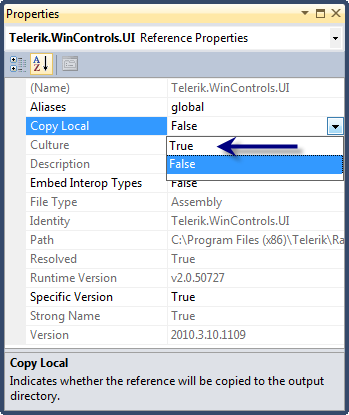 Properties
Telerik.WinControls.UI Reference Properties
(Name) Telerik.WinControls.UI
Aliases global
Copy Local False
Culture True
Description False
Embed Interop Types False
File Type Assembly
Identity Telerik.WinControls.UI
Path C:\Program Files (x86)\Telerik\Ra
Resolved True
Runtime Version v2.0.50727
Specific Version True
Strong Name True
Version 2010.3.10.1109
Copy Local
Indicates whether the reference will be copied to the output
directory.